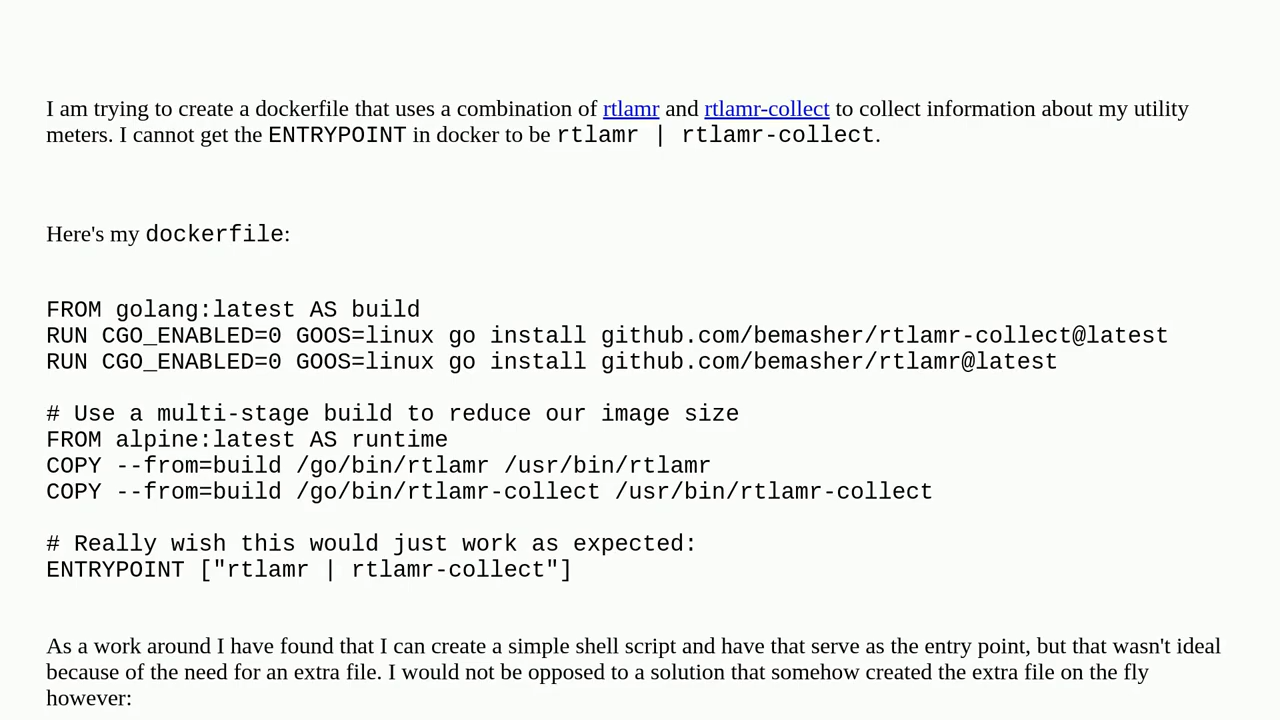 I am trying to create a dockerfile that uses a combination of rtlamr and rtlamr-collect to collect information about my utility
meters. I cannot get the ENTRYPOINT in docker to be rtlamr | rtlamr-collect.
Here's my dockerfile:
FROM golang:latest AS build
RUN CGO_ENABLED=0 GOOS=linux go install github.com/bemasher/rtlamr-collect@latest
RUN CGO_ENABLED=0 GOOS=linux go install github.com/bemasher/rtlamr@latest
# Use a multi-stage build to reduce our image size
FROM alpine:latest AS runtime
COPY --from=build /go/bin/rtlamr /usr/bin/rtlamr
COPY --from=build /go/bin/rtlamr-collect /usr/bin/rtlamr-collect
# Really wish this would just work as expected:
ENTRYPOINT ["rtlamr | rtlamr-collect"]
As a work around I have found that I can create a simple shell script and have that serve as the entry point, but that wasn't ideal
because of the need for an extra file. I would not be opposed to a solution that somehow created the extra file on the fly
however: